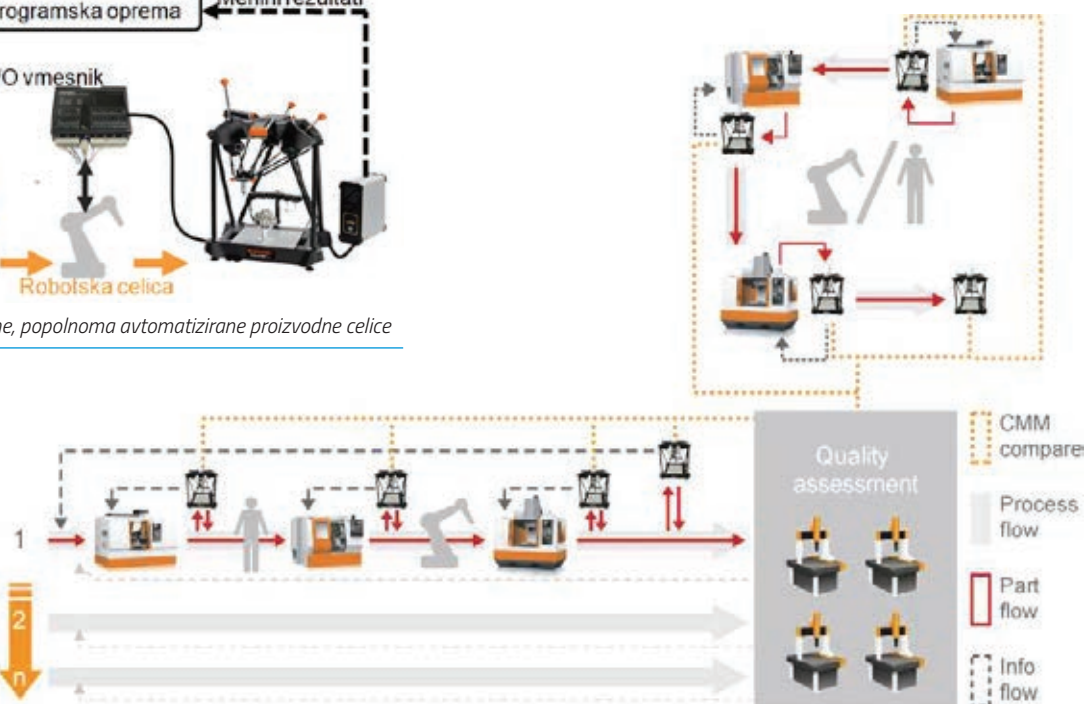 rogramska oprema
Merilni rezultati
/O vmesnik
Robotska celica
ne, popolnoma avtomatizirane proizvodne celice
Quality
assessment
CMM
compares
Process
flow
Part
flow
Info
flow
1
2
n